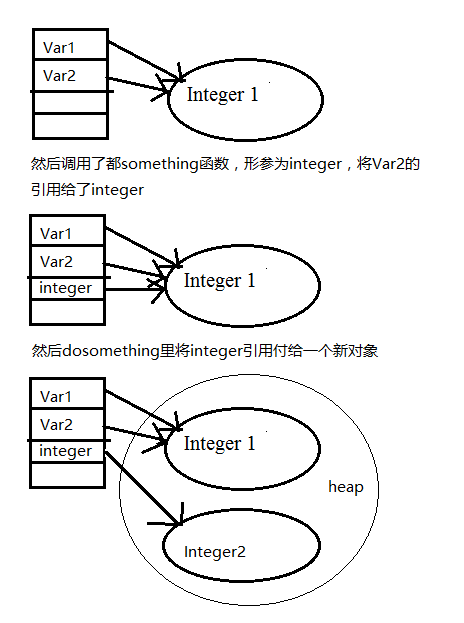 Var1
Var2
Integer 1
然后调用了都something函数，形参为integer，将Var2的
引用给了integer
Var1
Var2
integer
Integer 1
然后dosomething里将integer引用付给一个新对象
Var1
Var2
integer
Integer 1
heap
Integer2